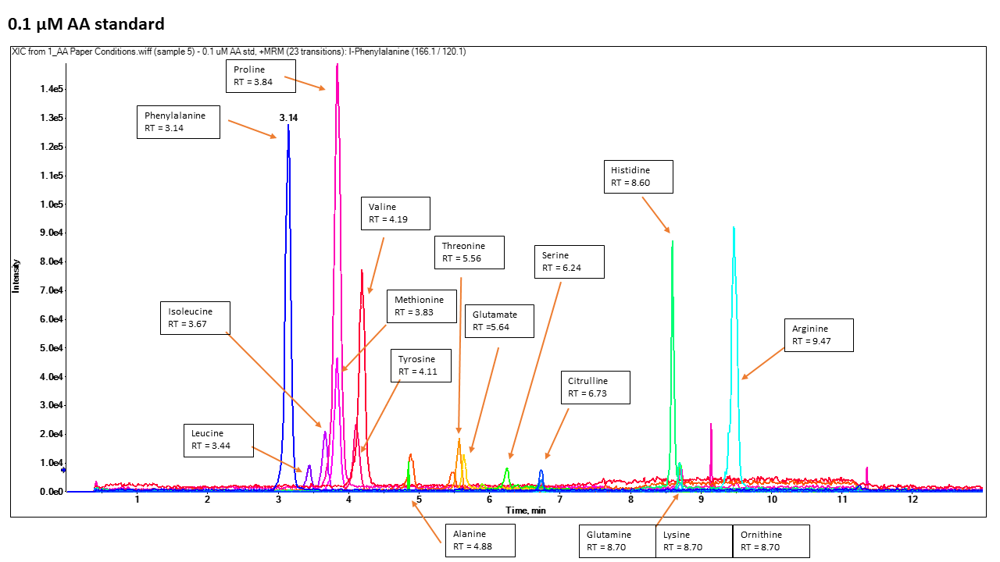 0.1 µM AA standard
XIC from 1_AA Paper Conditions.wiff (sample 5) - 0.1 uM AA std, +MRM (23 transitions): l-Phenylalanine (166.1 / 120.1)
Proline
RT = 3.84
Phenylalanine
RT = 3.14
3.14
Valine
RT = 4.19
Histidine
RT = 8.60
Threonine
RT = 5.56
Serine
RT = 6.24
Isoleucine
RT = 3.67
Methionine
RT = 3.83
Glutamate
RT =5.64
Arginine
RT = 9.47
Tyrosine
RT = 4.11
Citrulline
RT = 6.73
Leucine
RT = 3.44
Intensity
1.4e5
1.3e5
1.2e5
1.1e5
1.0e5
9.0e4
8.0e4
7.0e4
6.0e4
5.0e4
4.0e4
3.0e4
2.0e4
1.0e4
0.0e0
1 2 3 4 5 6 7 8 9 10 11 12
Time, min
Alanine
RT = 4.88
Glutamine
RT = 8.70
Lysine
RT = 8.70
Ornithine
RT = 8.70